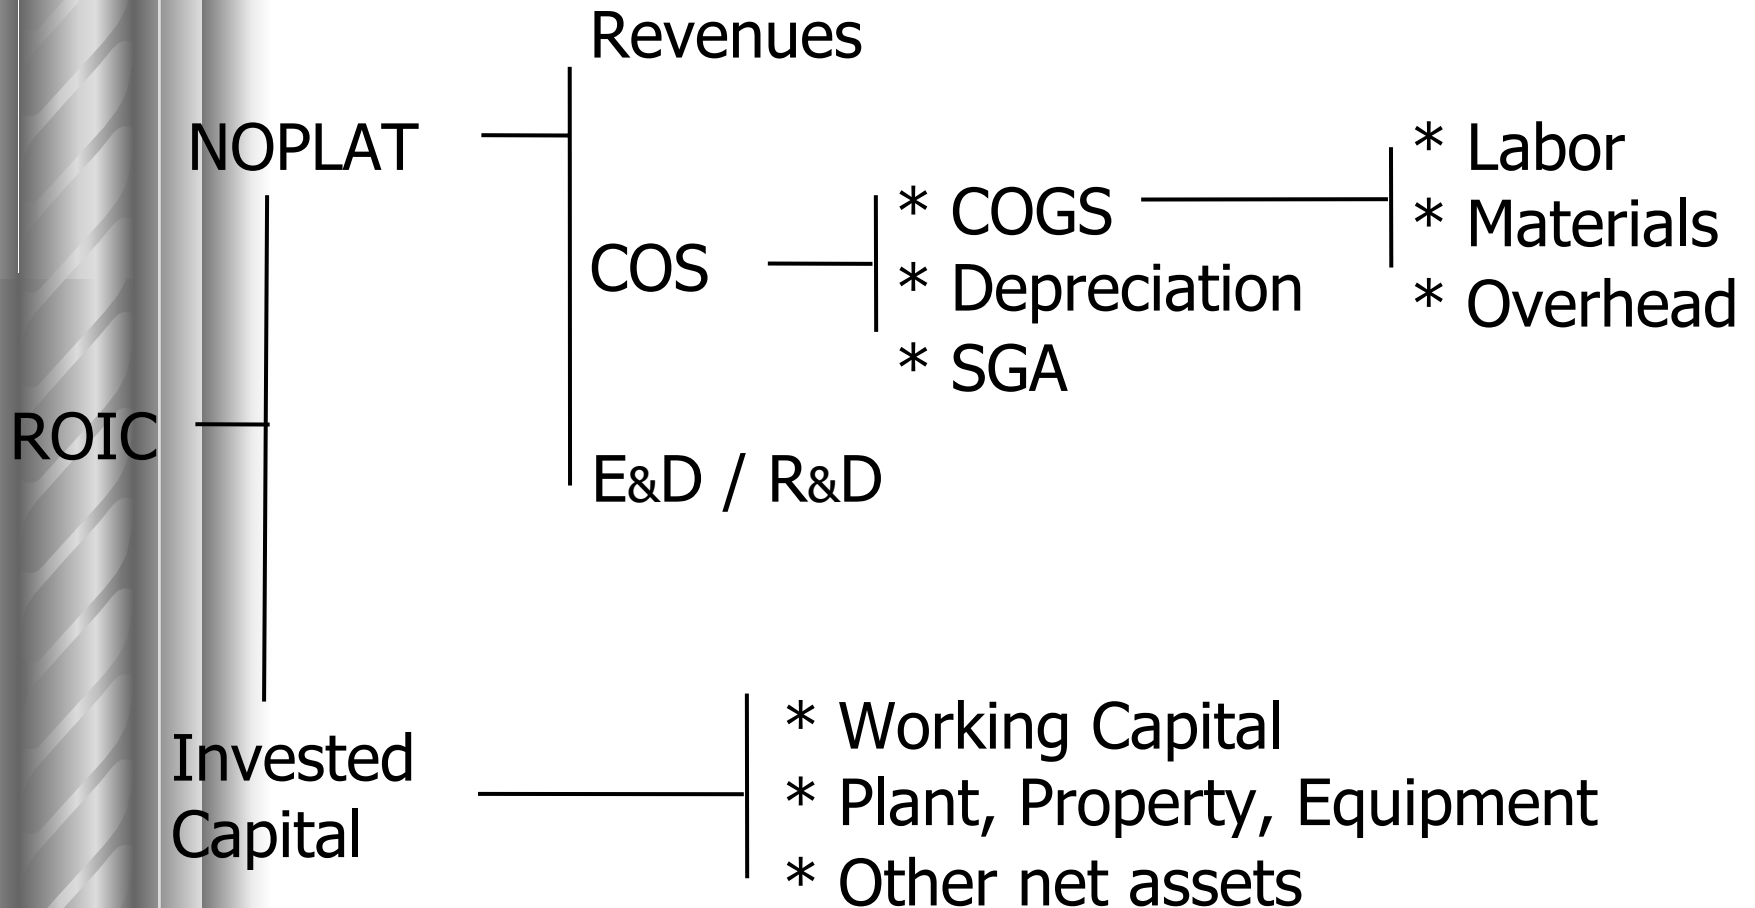 Revenues
NOPLAT
* Labor
* COGS
* Materials
COS
* Depreciation
* Overhead
* SGA
ROIC
E&D / R&D
Invested
Capital
* Working Capital
* Plant, Property, Equipment
* Other net assets